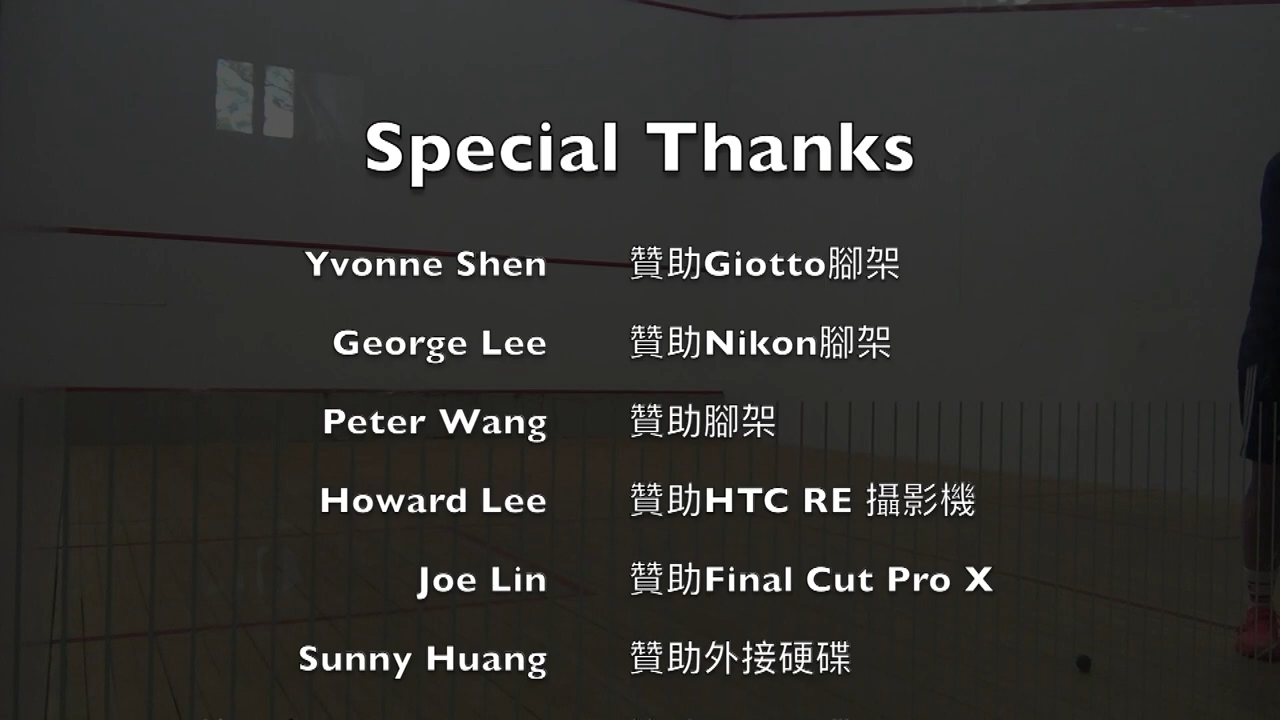 Special Thanks
Yvonne Shen 贊助Giotto腳架
George Lee 贊助Nikon腳架
Peter Wang 贊助腳架
Howard Lee 贊助HTC RE 攝影機
Joe Lin 贊助Final Cut Pro X
Sunny Huang 贊助外接硬碟